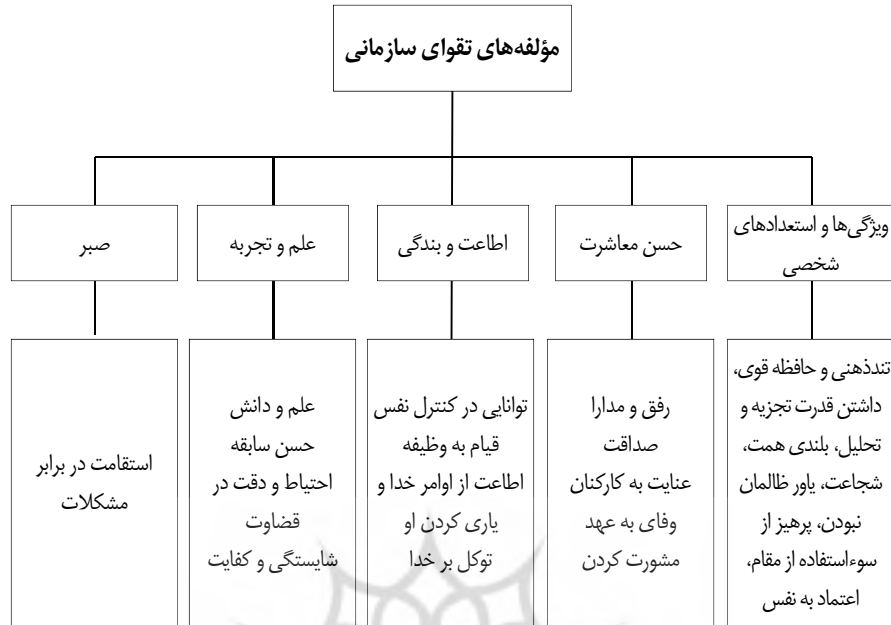 مؤلفه‌های تقوای سازمانی
ویژگی‌ها و استعدادهای
شخصی
حسن معاشرت
اطاعت و بندگی
علم و تجربه
صبر
تندذهنی و حافظه قوی،
داشتن قدرت تجزیه و
تحلیل، بلندی همت،
شجاعت، یاور ظالمان
نبودن، پرهیز از
سوءاستفاده از مقام،
اعتماد به نفس
رفق و مدارا
صداقت
عنایت به کارکنان
وفای به عهد
مشورت کردن
توانایی در کنترل نفس
قیام به وظیفه
اطاعت از اوامر خدا و
یاری کردن او
توکل بر خدا
علم و دانش
حسن سابقه
احتیاط و دقت در
قضاوت
شایستگی و کفایت
استقامت در برابر
مشکلات